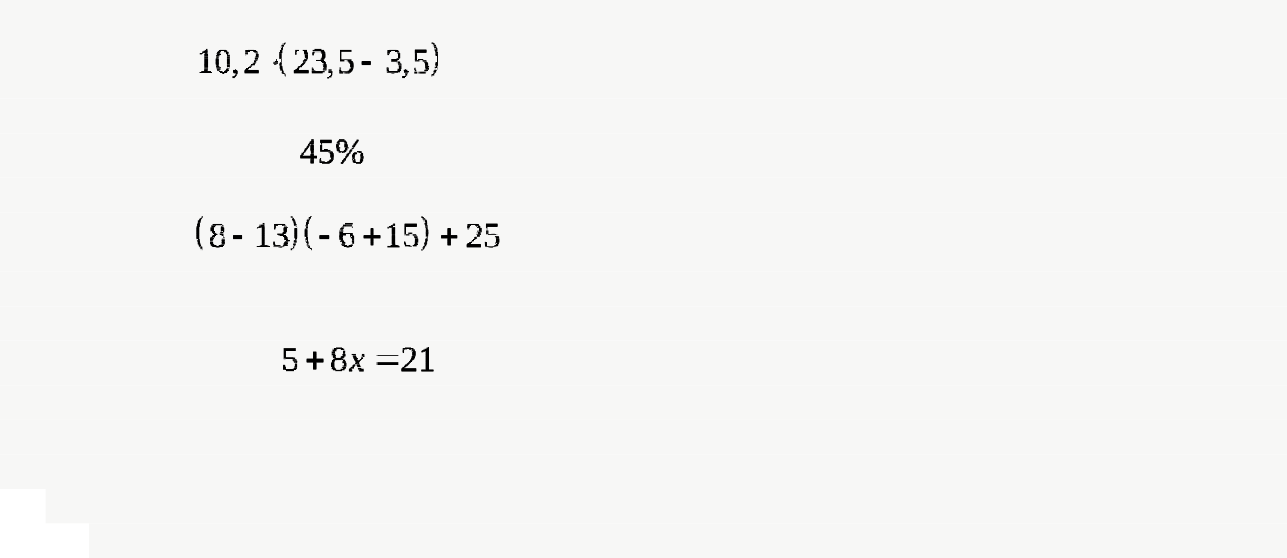 10,2 ·(23,5 - 3,5)
45%
(8 - 13)(- 6 + 15) + 25
5 + 8x = 21